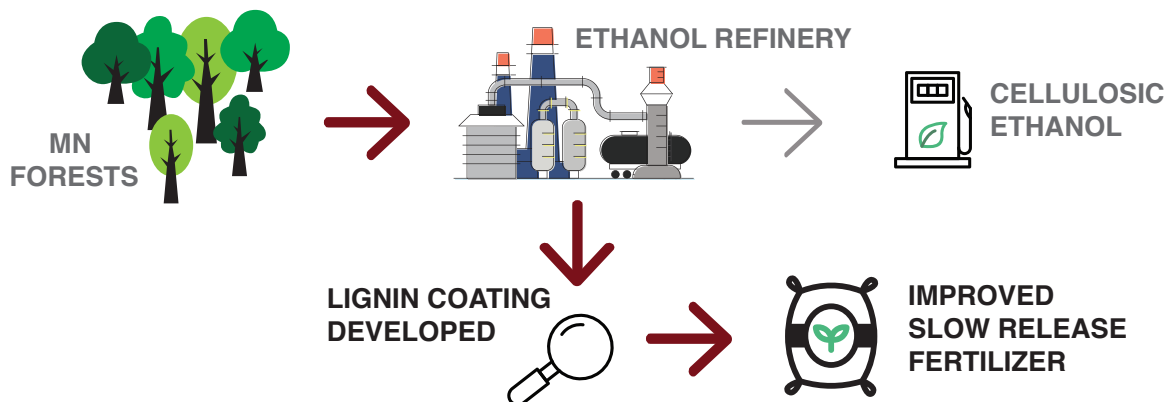 MN
FORESTS
ETHANOL REFINERY
CELLULOSIC
ETHANOL
LIGNIN COATING
DEVELOPED
IMPROVED
SLOW RELEASE
FERTILIZER